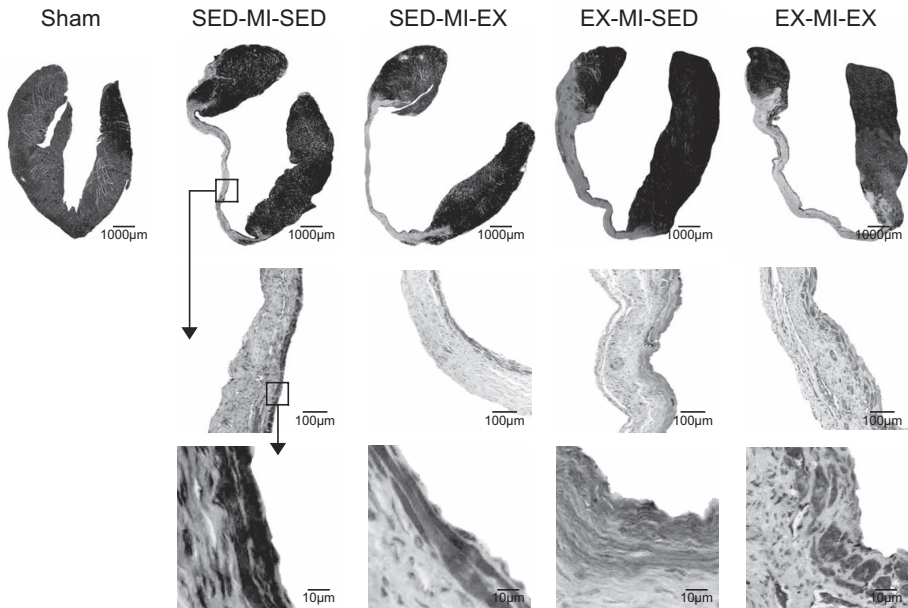 Sham
SED-MI-SED
SED-MI-EX
EX-MI-SED
EX-MI-EX
1000µm
1000µm
1000µm
1000µm
1000µm
100µm
100µm
100µm
100µm
10µm
10µm
10µm
10µm